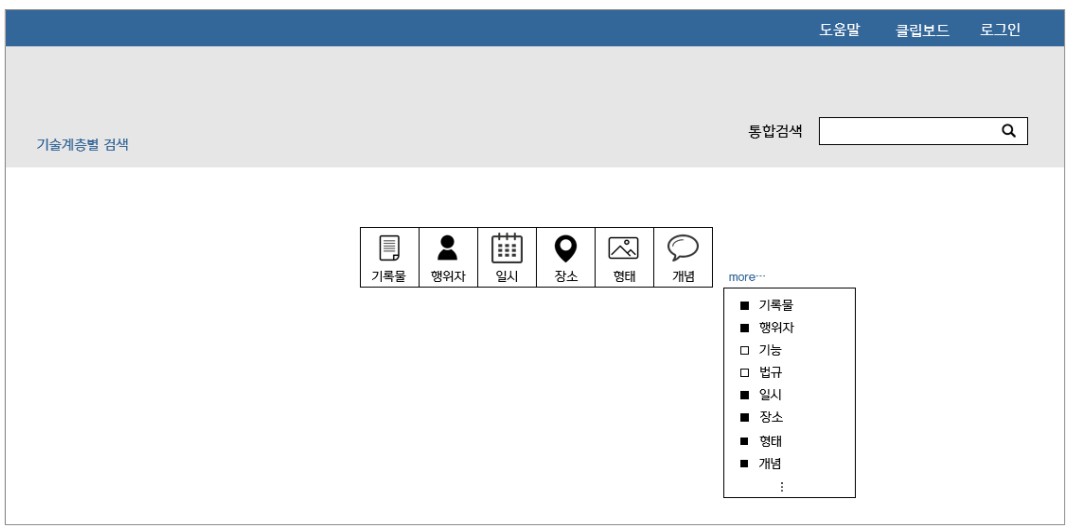 도움말 클립보드 로그인
통합검색
기술계층별 검색
기록물 행위자 일시 장소 형태 개념
more…
기록물
행위자
기능
법규
일시
장소
형태
개념
⋮